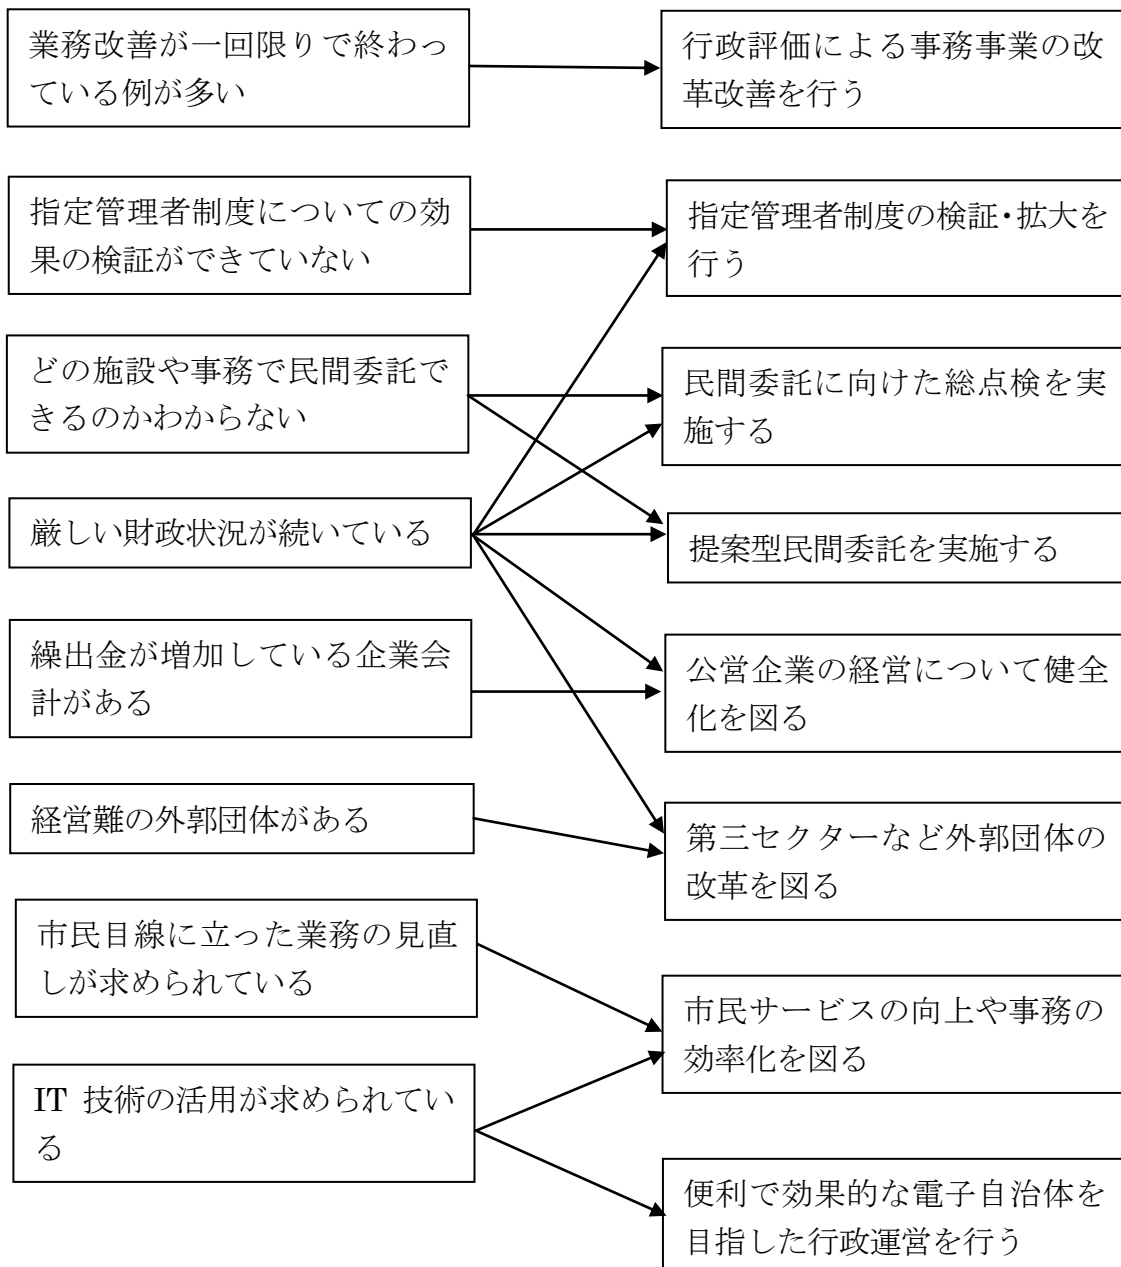 業務改善が一回限りで終わっ
ている例が多い
行政評価による事務事業の改
革改善を行う
指定管理者制度についての効
果の検証ができていない
指定管理者制度の検証・拡大を
行う
どの施設や事務で民間委託で
きるのかわからない
民間委託に向けた総点検を実
施する
厳しい財政状況が続いている
提案型民間委託を実施する
繰出金が増加している企業会
計がある
公営企業の経営について健全
化を図る
経営難の外郭団体がある
第三セクターなど外郭団体の
改革を図る
市民目線に立った業務の見直
しが求められている
市民サービスの向上や事務の
効率化を図る
IT 技術の活用が求められてい
る
便利で効果的な電子自治体を
目指した行政運営を行う